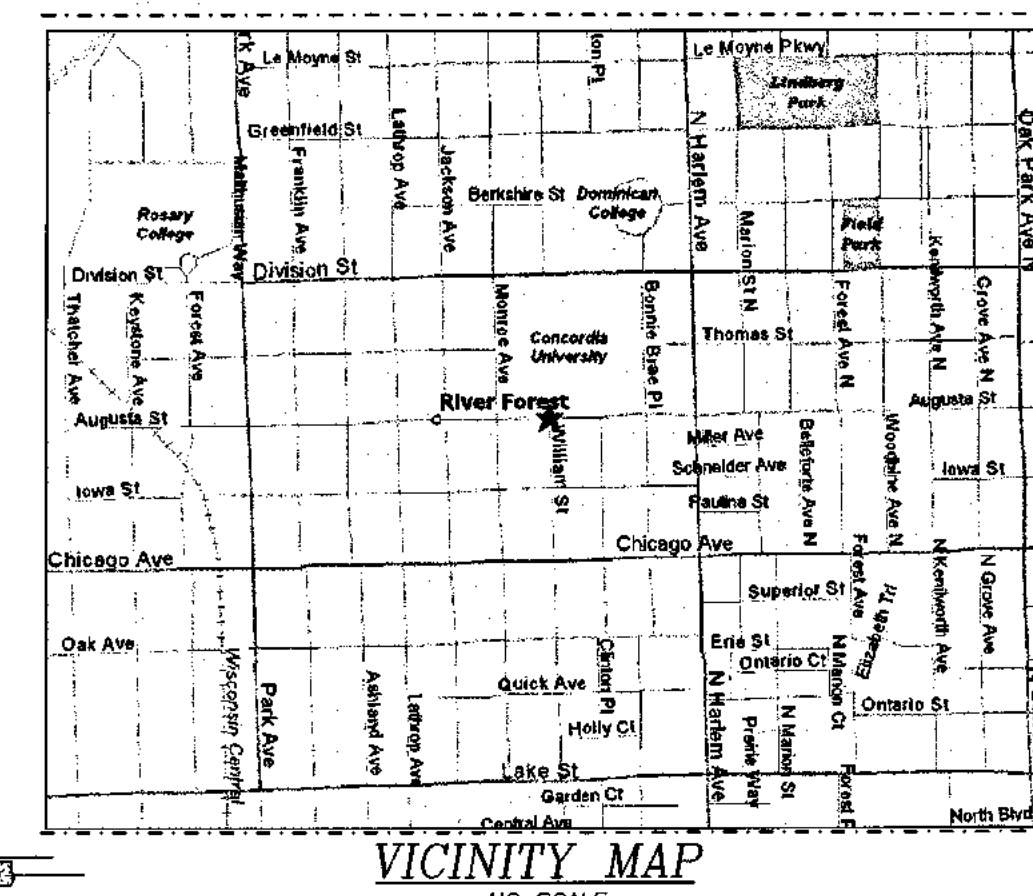 Le Moyne Pkwy
Le Moyne St
Lindberg
Park
Greenfield St
Lathrop Ave
N Harlem Ave
Franklin Ave
Mathusen Way
Jackson Ave
Berkshire St
Dominican
College
Rosary
College
Marion St N
Field
Park
Oak Park Ave N
Kenilworth Ave N
Division St
Division St
Thatcher Ave
Keystone Ave
Forest Ave
Monroe Ave
Bonnie Brae Pl
Forest Ave N
Grove Ave N
Concordia
University
Thomas St
River Forest
Augusta St
Augusta St
William St
Miller Ave
Belleforte Ave N
Woodbine Ave N
Schneider Ave
Iowa St
Iowa St
Pauline St
Chicago Ave
Chicago Ave
Forest Ave
N Kenilworth Ave
N Grove Ave
Superior St
Elizabeth
Oak Ave
Erie St
Wisconsin Central
Clinton Pl
Ontario Ct
N Marion Ct
Park Ave
Ashland Ave
Lathrop Ave
Quick Ave
N Harlem Ave
Prairie Way
N Marion St
Ontario St
Holly Ct
Lake St
Garden Ct
Central Ave
North Blvd
VICINITY MAP